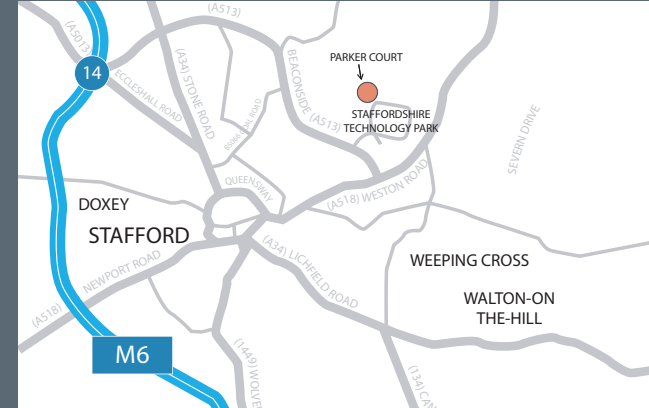 (A513)
(A5013)
14
ECCLESHALL ROAD
(A34) STONE ROAD
BEACONSIDE
(A513)
PARKER COURT
STAFFORDSHIRE
TECHNOLOGY PARK
SEVERN DRIVE
QUEENSWAY
(A518) WESTON ROAD
DOXEY
STAFFORD
(A34) LICHFIELD ROAD
WEEPING CROSS
NEWPORT ROAD
(A518)
WALTON-ON
THE-HILL
M6
(1449) WOLVE
(134) CAN